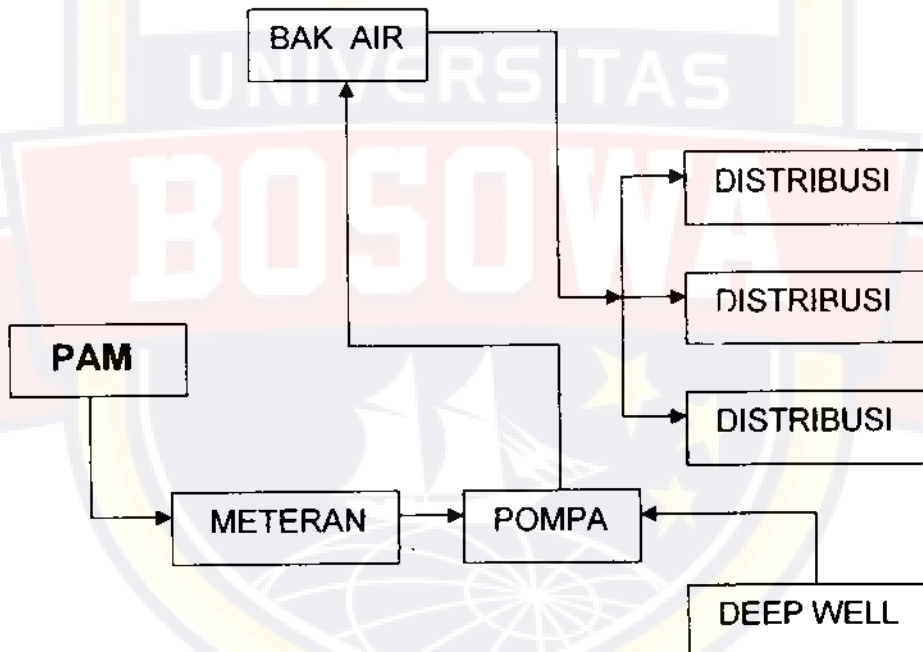 BAK AIR
UNIVERSITAS
BOSOWA
DISTRIBUSI
DISTRIBUSI
PAM
DISTRIBUSI
METERAN
POMPA
DEEP WELL